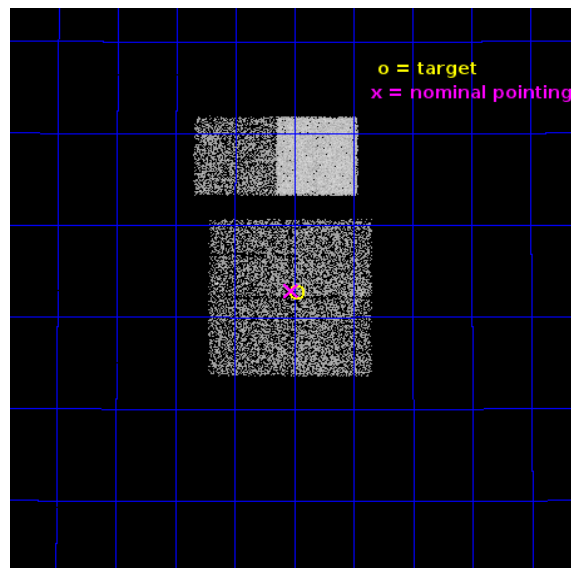 o = target
x = nominal pointing